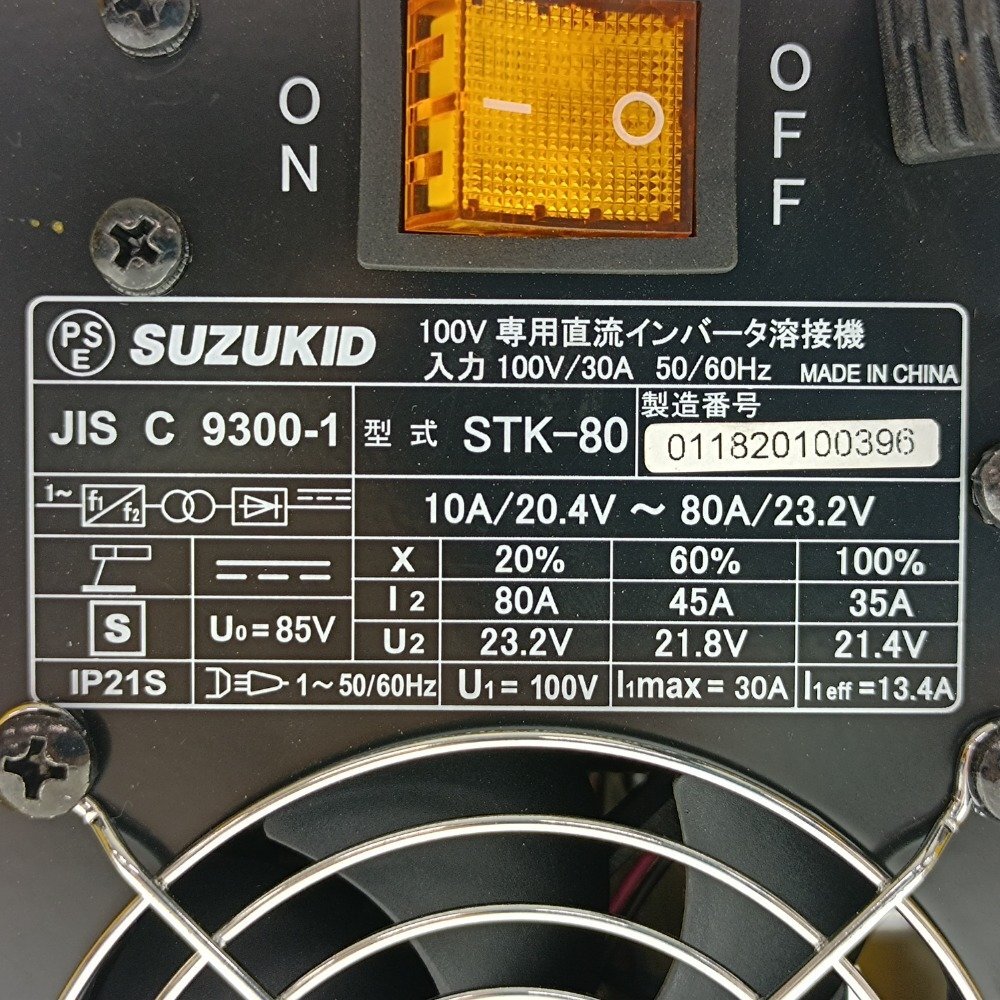 ON
OFF
PSE SUZUKID
100V 専用直流インバータ溶接機
入力 100V/30A 50/60Hz MADE IN CHINA
JIS C 9300-1
型式 STK-80
製造番号
011820100396
1~ f1/f2
10A/20.4V ～ 80A/23.2V
X 20% 60% 100%
I2 80A 45A 35A
S
U0=85V
U2 23.2V 21.8V 21.4V
IP21S
1～50/60Hz
U1=100V
I1max=30A
I1eff=13.4A